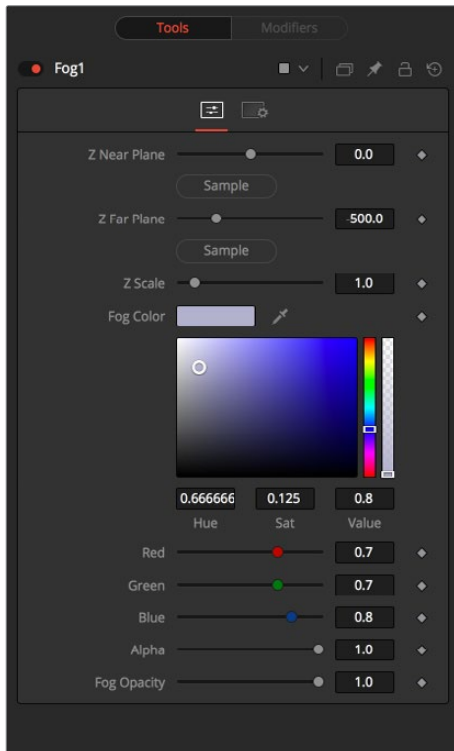 Tools Modifiers
Fog1
Z Near Plane 0.0
Sample
Z Far Plane -500.0
Sample
Z Scale 1.0
Fog Color
0.666666 0.125 0.8
Hue Sat Value
Red 0.7
Green 0.7
Blue 0.8
Alpha 1.0
Fog Opacity 1.0